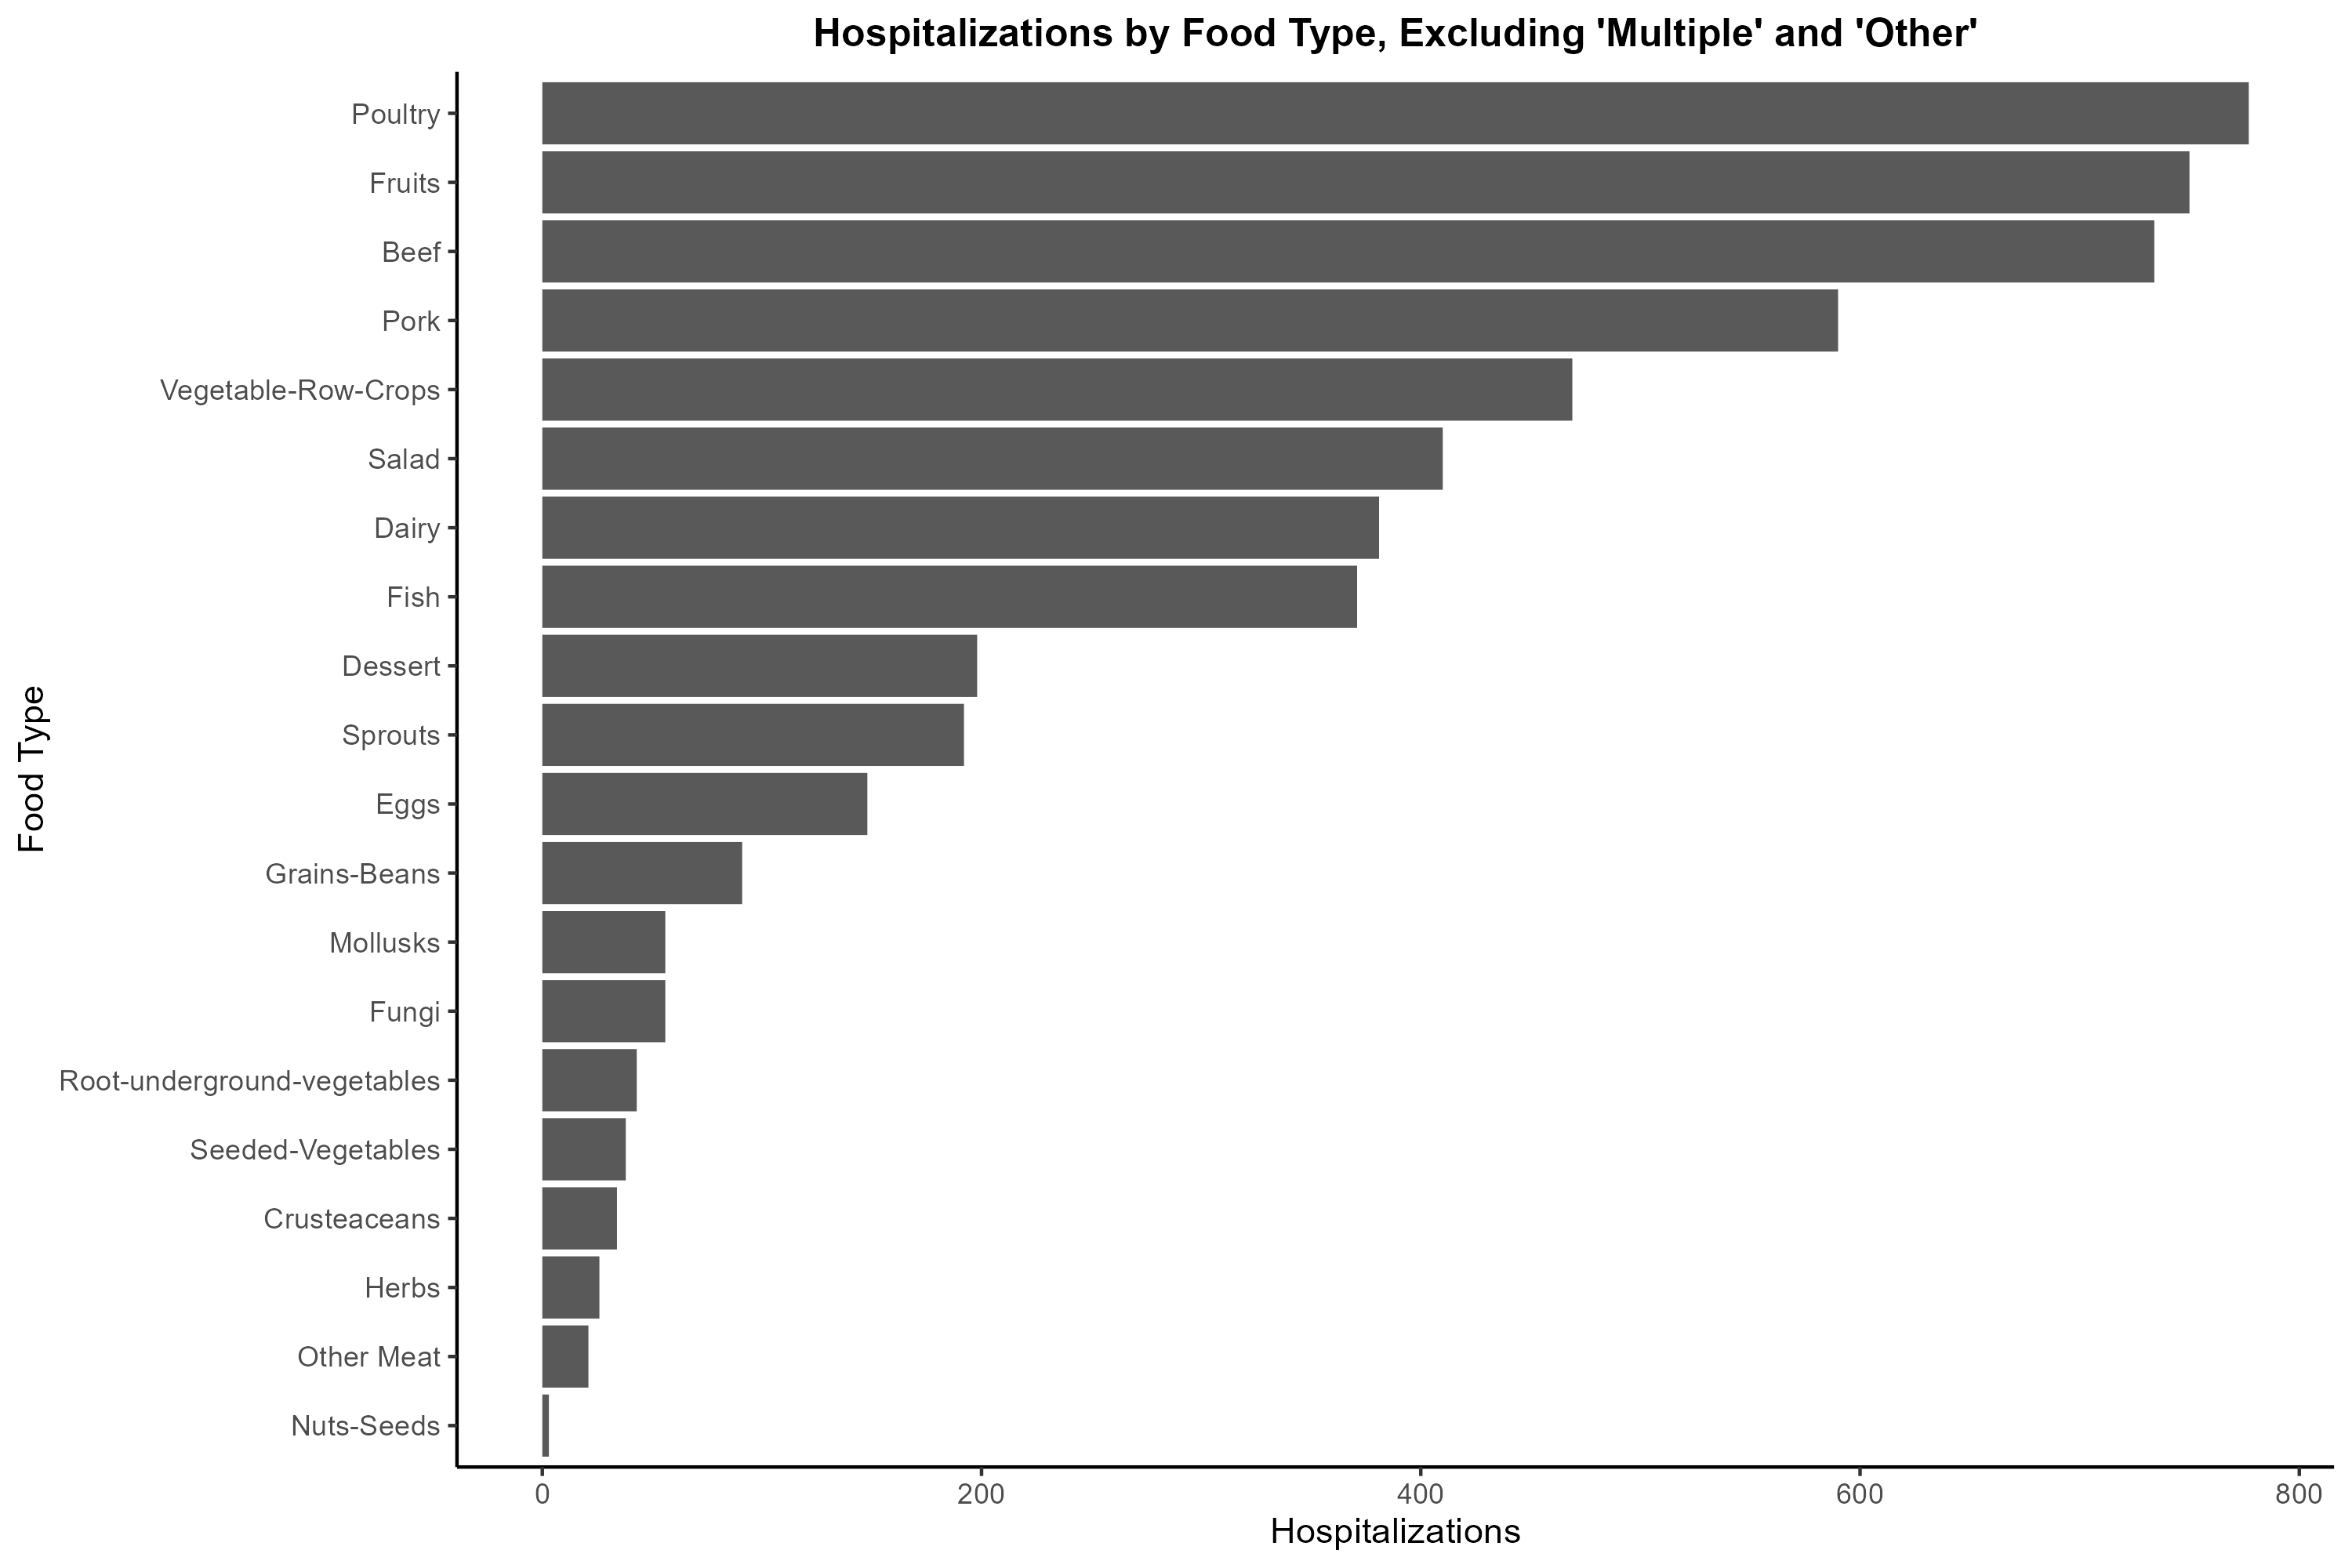 Hospitalizations by Food Type, Excluding 'Multiple' and 'Other'
Poultry
Fruits
Beef
Pork
Vegetable-Row-Crops
Salad
Dairy
Fish
Dessert
Sprouts
Eggs
Grains-Beans
Mollusks
Fungi
Root-underground-vegetables
Seeded-Vegetables
Crusteaceans
Herbs
Other Meat
Nuts-Seeds
Food Type
0 200 400 600 800
Hospitalizations